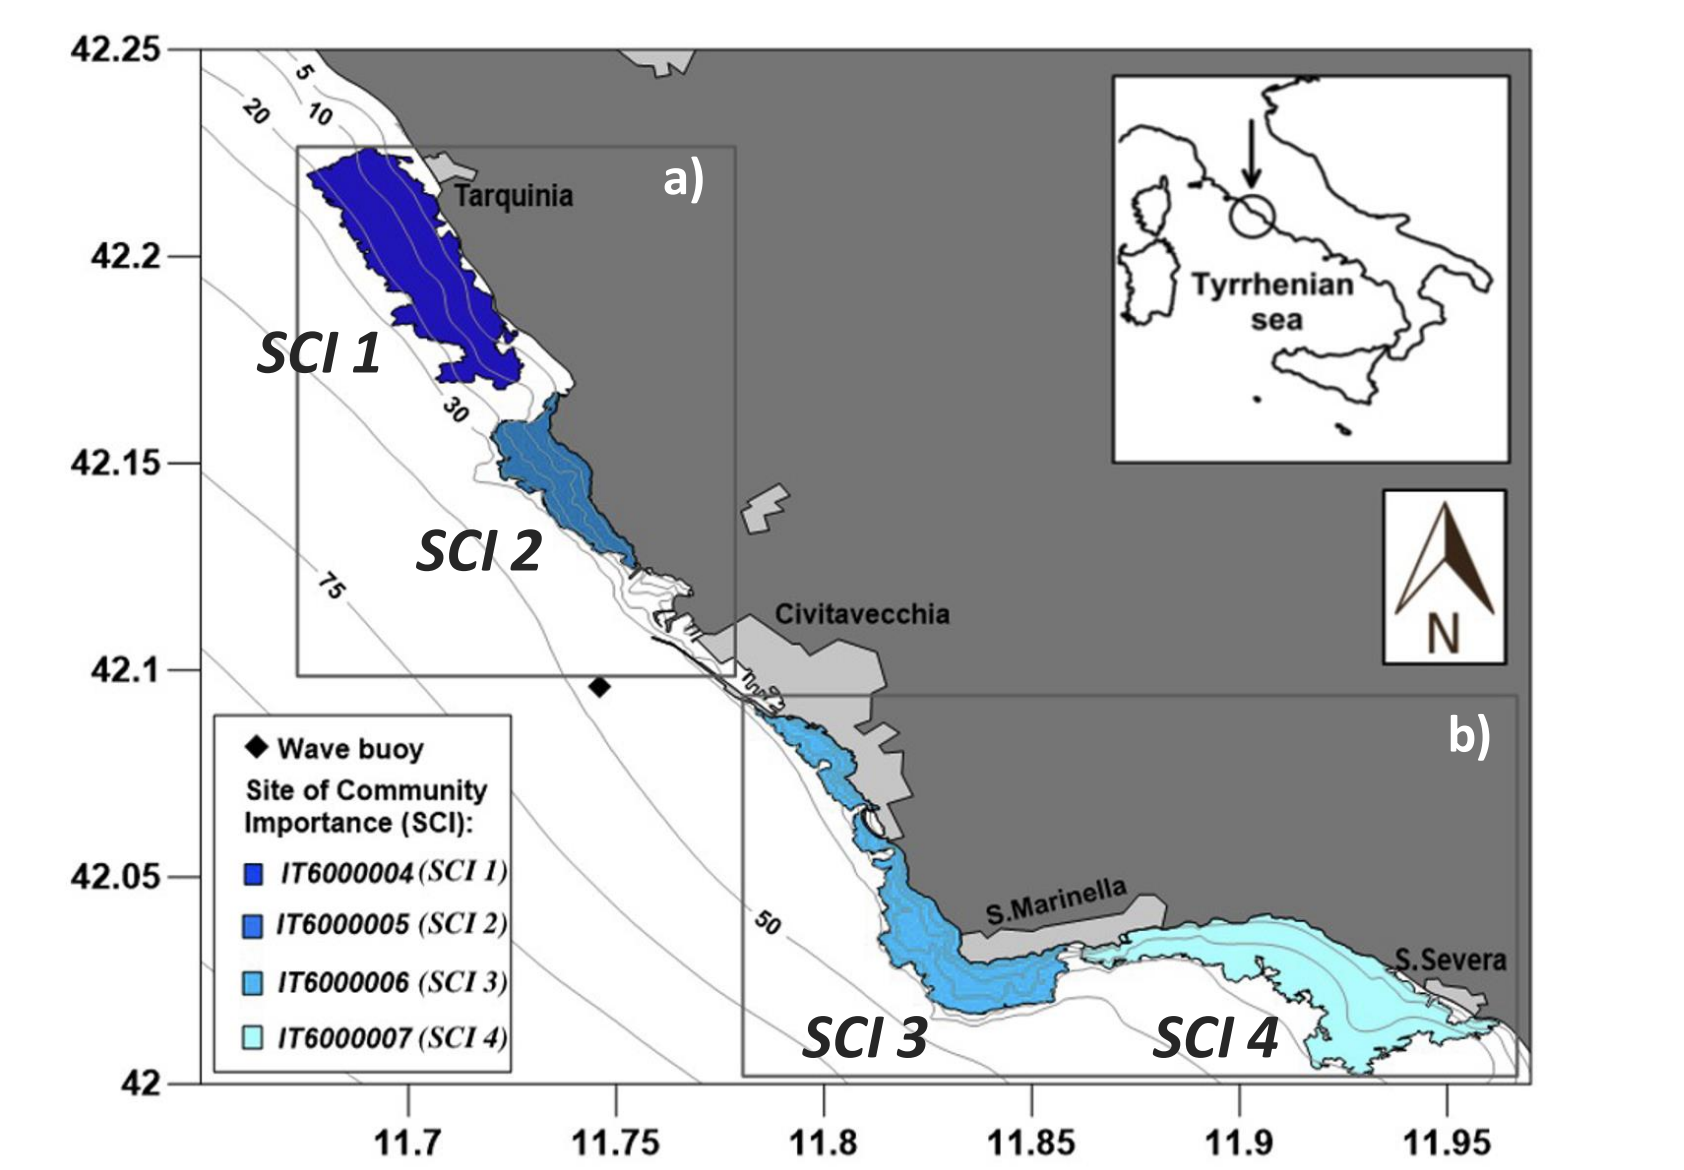 42.25
42.2
42.15
42.1
42.05
42
5
10
20
a)
Tarquinia
SCI 1
30
SCI 2
75
Civitavecchia
Tyrrhenian
sea
N
b)
Wave buoy
Site of Community
Importance (SCI):
IT6000004 (SCI 1)
IT6000005 (SCI 2)
IT6000006 (SCI 3)
IT6000007 (SCI 4)
50
S.Marinella
S.Severa
SCI 3
SCI 4
11.7
11.75
11.8
11.85
11.9
11.95